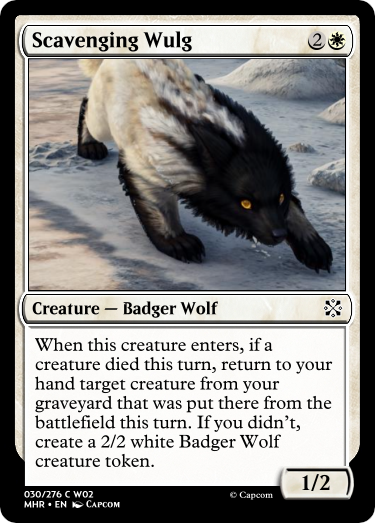 Scavenging Wulg 2
Creature — Badger Wolf
When this creature enters, if a
creature died this turn, return to your
hand target creature from your
graveyard that was put there from the
battlefield this turn. If you didn't,
create a 2/2 white Badger Wolf
creature token.
1/2
030/276 C W02
MHR • EN Capcom
© Capcom